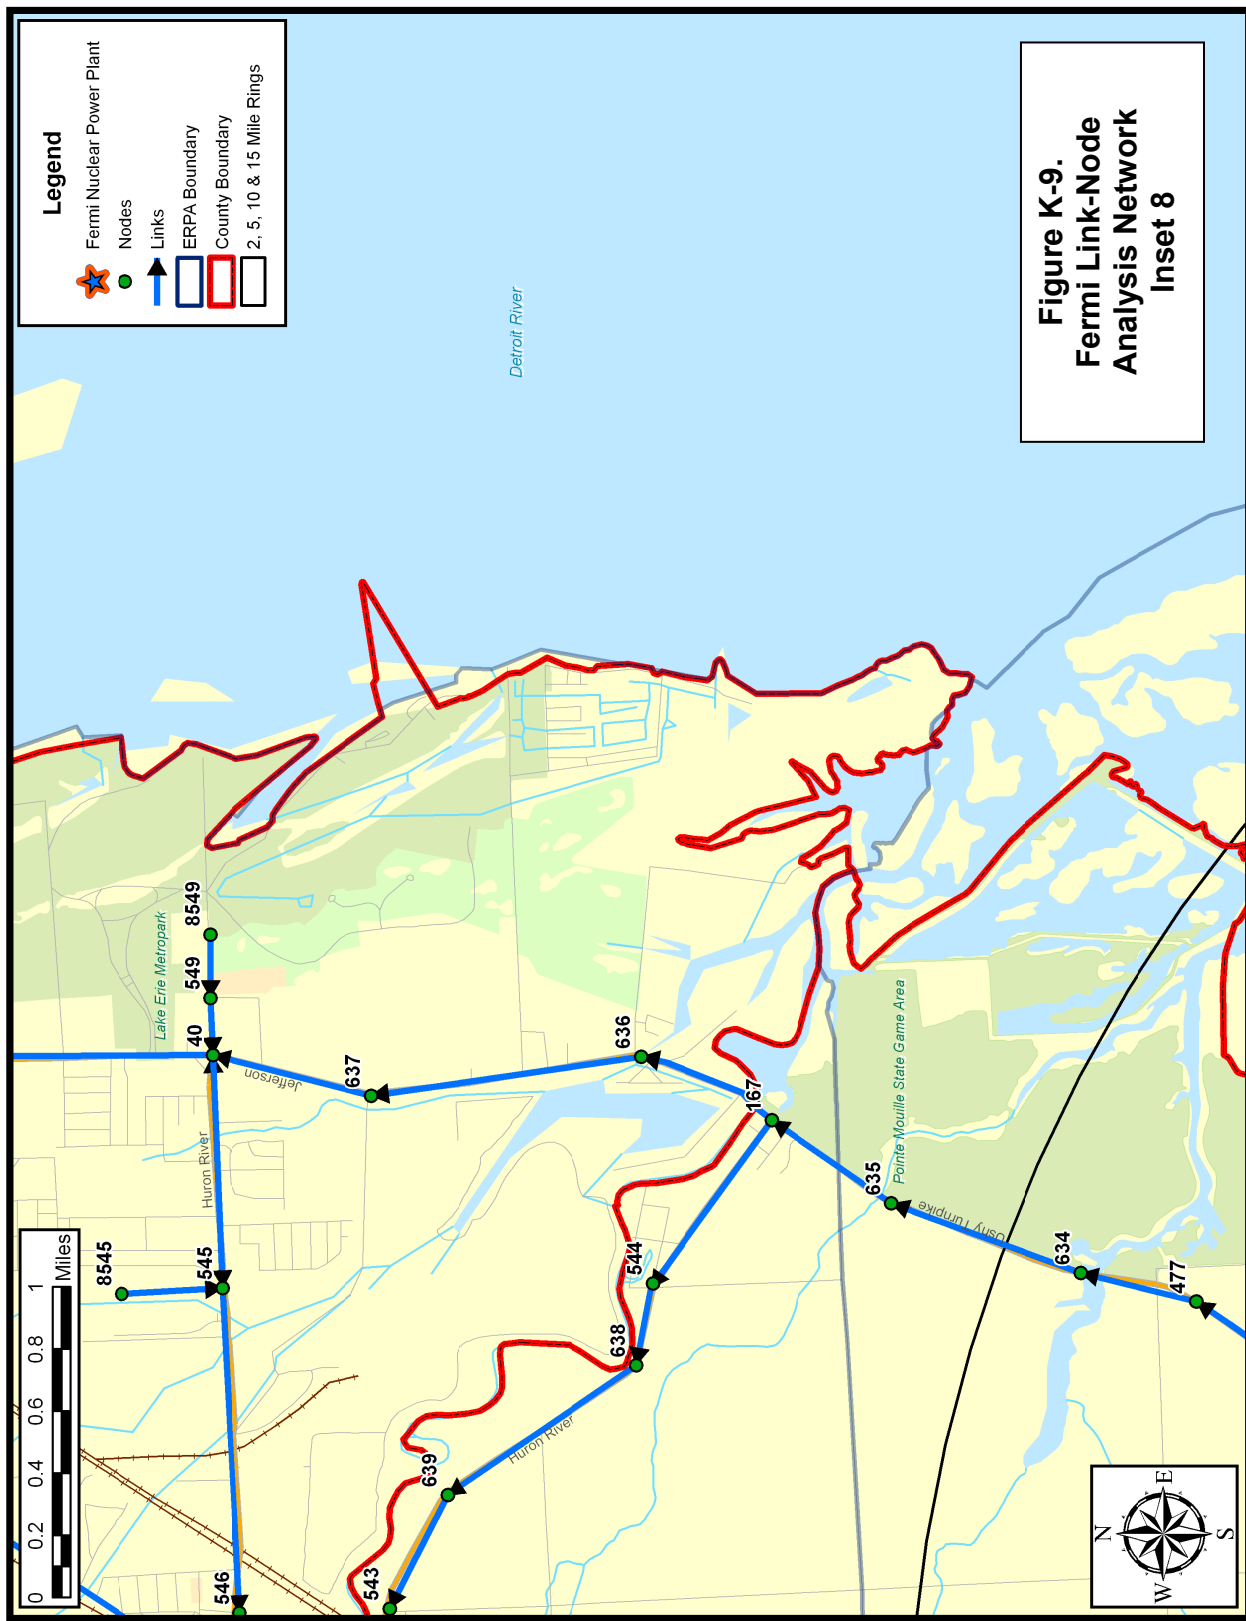 Legend
Fermi Nuclear Power Plant
Nodes
Links
ERPA Boundary
County Boundary
2, 5, 10 & 15 Mile Rings
Detroit River
Figure K-9.
Fermi Link-Node
Analysis Network
Inset 8
Lake Erie Metropark
8549
549
40
Jefferson
637
636
167
Huron River
8545
545
546
0 0.2 0.4 0.6 0.8 1
Miles
544
638
Huron River
639
543
635
Pointe Mouille State Game Area
Usny Turnpike
634
477
N
E
S
W